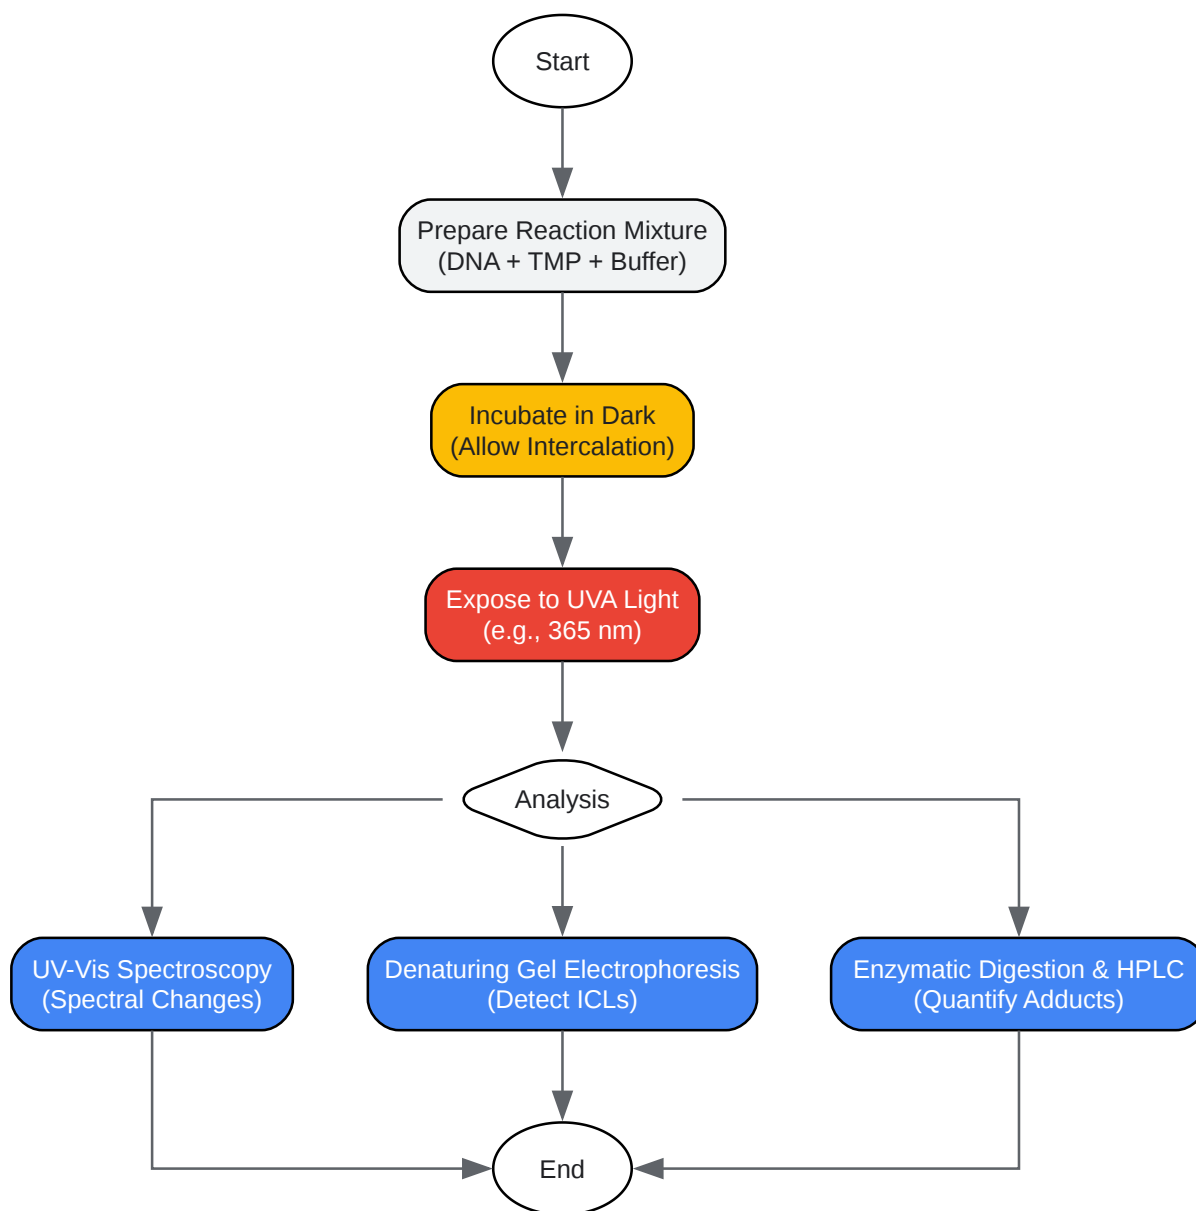 Start
Prepare Reaction Mixture
(DNA + TMP + Buffer)
Incubate in Dark
(Allow Intercalation)
Expose to UVA Light
(e.g., 365 nm)
Analysis
UV-Vis Spectroscopy
(Spectral Changes)
Denaturing Gel Electrophoresis
(Detect ICLs)
Enzymatic Digestion & HPLC
(Quantify Adducts)
End